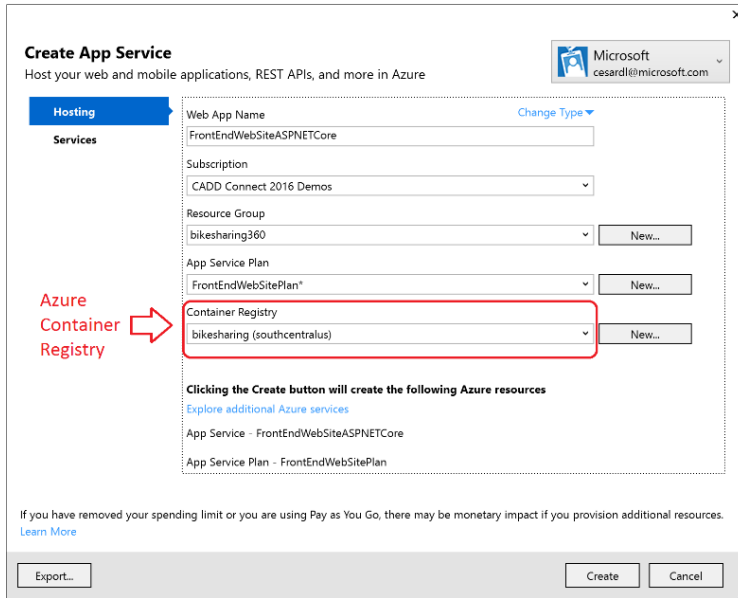 Create App Service
Host your web and mobile applications, REST APIs, and more in Azure
Microsoft
cesardl@microsoft.com
Hosting
Services
Web App Name
Change Type
FrontEndWebSiteASPNETCore
Subscription
CADD Connect 2016 Demos
Resource Group
bikesharing360
New...
App Service Plan
FrontEndWebSitePlan*
New...
Azure
Container
Registry
Container Registry
bikesharing (southcentralus)
New...
Clicking the Create button will create the following Azure resources
Explore additional Azure services
App Service - FrontEndWebSiteASPNETCore
App Service Plan - FrontEndWebSitePlan
If you have removed your spending limit or you are using Pay as You Go, there may be monetary impact if you provision additional resources.
Learn More
Export...
Create
Cancel